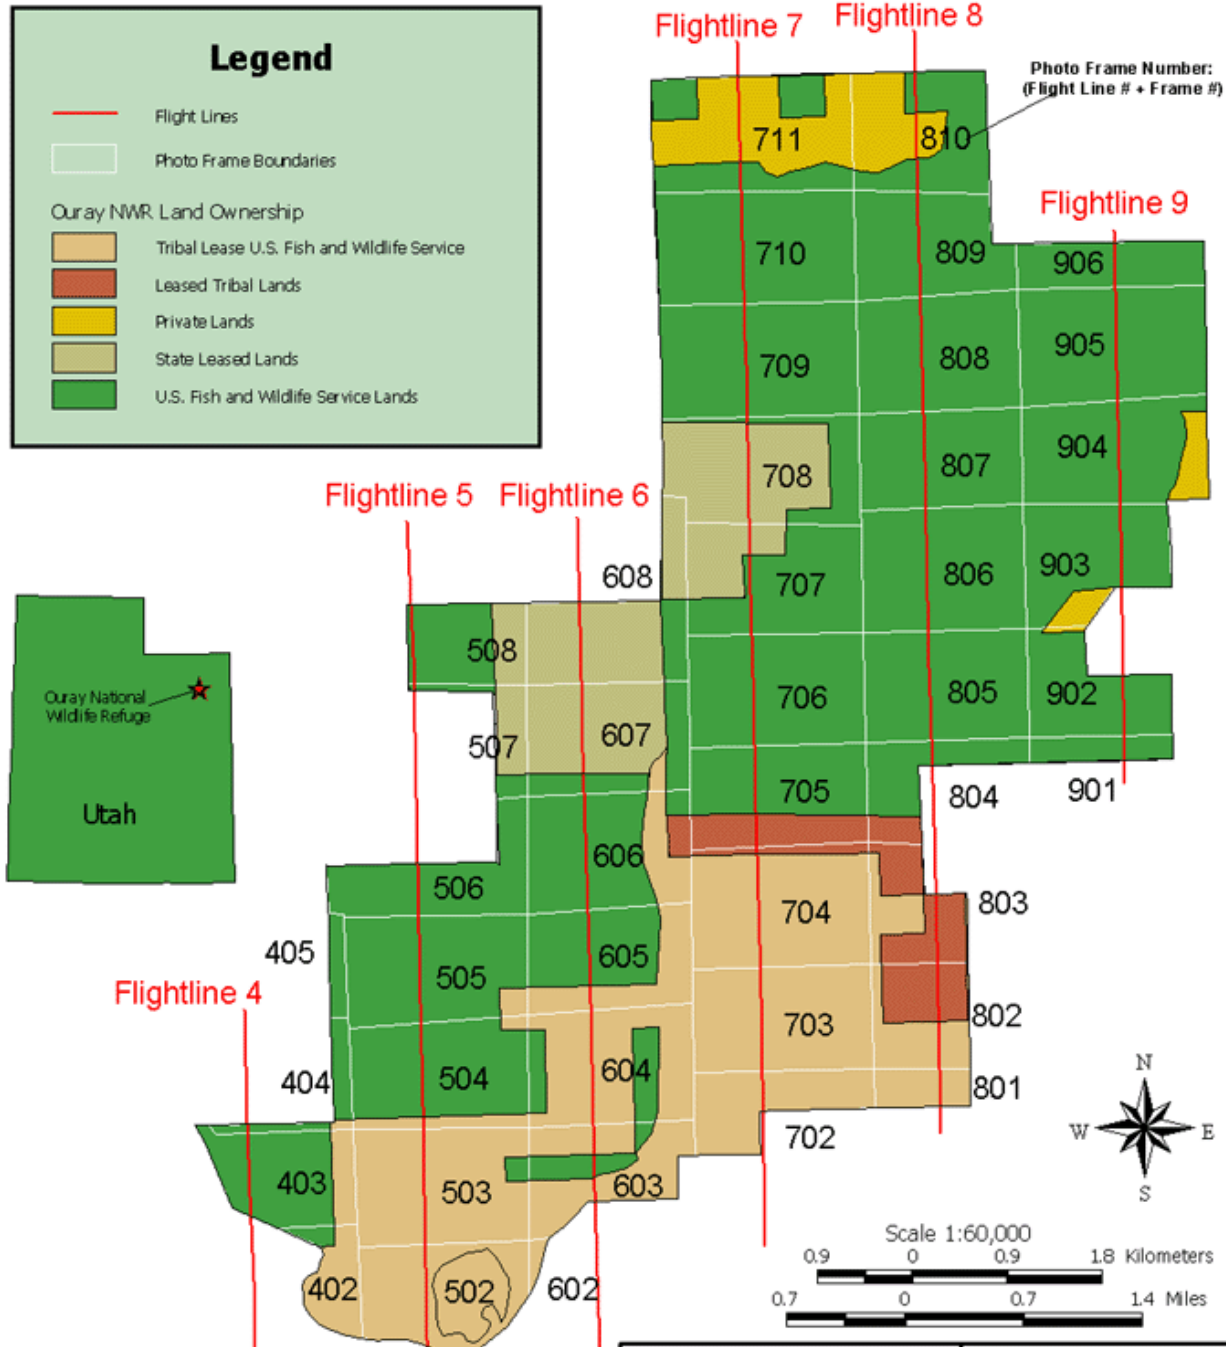 Legend
Flight Lines
Photo Frame Boundaries
Ouray NWR Land Ownership
Tribal Lease U.S. Fish and Wildlife Service
Leased Tribal Lands
Private Lands
State Leased Lands
U.S. Fish and Wildlife Service Lands
Flightline 7
Flightline 8
Photo Frame Number:
(Flight Line # + Frame #)
711
810
Flightline 9
710
809
906
709
808
905
708
807
904
Flightline 5
Flightline 6
608
707
806
903
508
706
805
902
507
607
705
804
901
Ouray National
Wildlife Refuge
Utah
606
506
704
803
405
605
505
Flightline 4
703
802
404
504
604
801
702
403
503
603
402
502
602
N
W
E
S
Scale 1:60,000
0.9 0 0.9 1.8 Kilometers
0.7 0 0.7 1.4 Miles